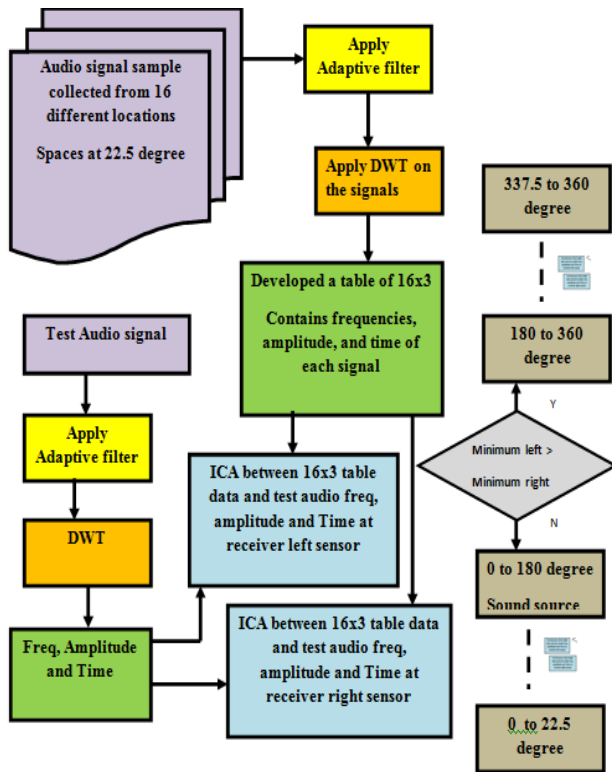 Audio signal sample
collected from 16
different locations
Spaces at 22.5 degree
Apply
Adaptive filter
Apply DWT on
the signals
Developed a table of 16x3
Contains frequencies,
amplitude, and time of
each signal
Test Audio signal
Apply
Adaptive filter
DWT
Freq, Amplitude
and Time
ICA between 16x3 table
data and test audio freq,
amplitude and Time at
receiver left sensor
ICA between 16x3 table data
and test audio freq,
amplitude and Time at
receiver right sensor
337.5 to 360
degree
180 to 360
degree
Y
Minimum left >
Minimum right
N
0 to 180 degree
Sound source
0 to 22.5
degree